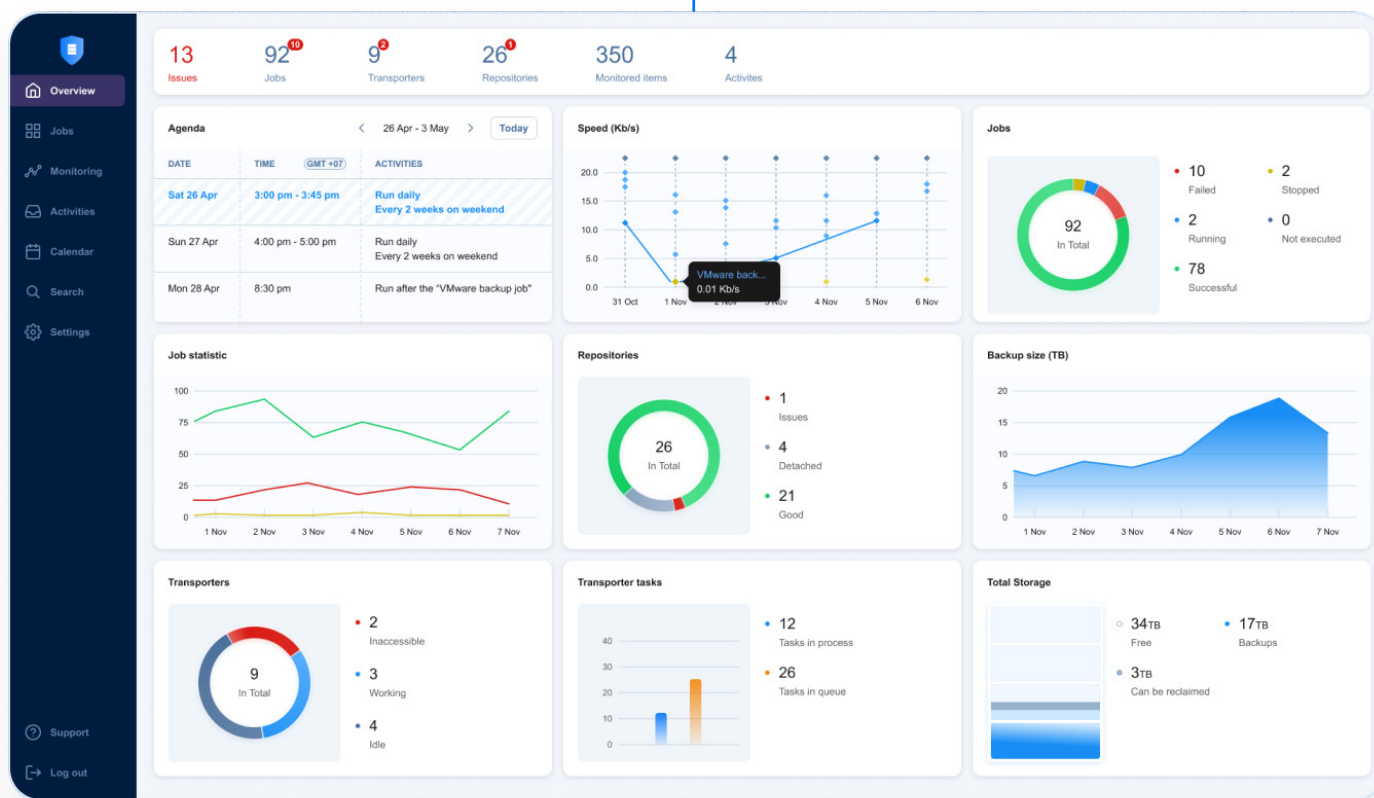 Overview
Jobs
Monitoring
Activities
Calendar
Search
Settings
Support
Log out
13
Issues
92 10
Jobs
9 2
Transporters
26 1
Repositories
350
Monitored items
4
Activites
Agenda
26 Apr - 3 May
Today
DATE TIME GMT +07 ACTIVITIES
Sat 26 Apr 3:00 pm - 3:45 pm Run daily
Every 2 weeks on weekend
Sun 27 Apr 4:00 pm - 5:00 pm Run daily
Every 2 weeks on weekend
Mon 28 Apr 8:30 pm Run after the “VMware backup job”
Speed (Kb/s)
20.0
15.0
10.0
5.0
0.0
VMware back...
0.01 Kb/s
31 Oct 1 Nov 2 Nov 3 Nov 4 Nov 5 Nov 6 Nov
Jobs
92
In Total
10
Failed
2
Stopped
2
Running
0
Not executed
78
Successful
Job statistic
100
75
50
25
0
1 Nov 2 Nov 3 Nov 4 Nov 5 Nov 6 Nov 7 Nov
Repositories
26
In Total
1
Issues
4
Detached
21
Good
Backup size (TB)
20
15
10
5
0
1 Nov 2 Nov 3 Nov 4 Nov 5 Nov 6 Nov 7 Nov
Transporters
9
In Total
2
Inaccessible
3
Working
4
Idle
Transporter tasks
40
30
20
10
0
12
Tasks in process
26
Tasks in queue
Total Storage
34TB
Free
17TB
Backups
3TB
Can be reclaimed